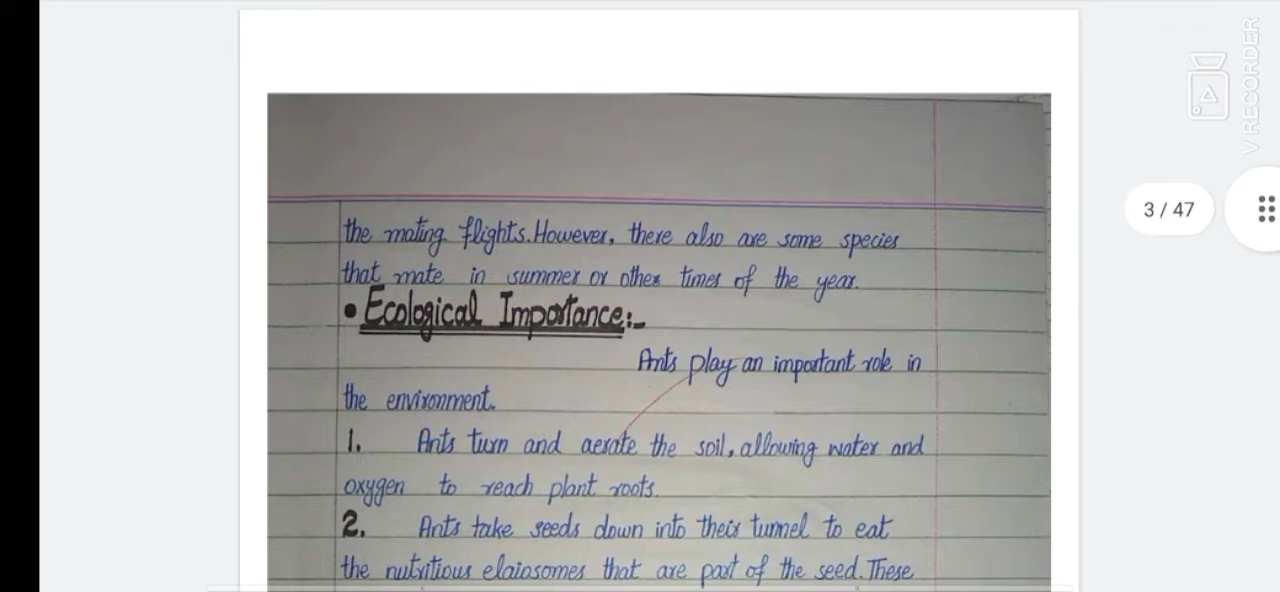 the mating flights. However, there also are some species
that mate in summer or other times of the year.
• Ecological Importance:-
Ants play an important role in
the environment.
1. Ants turn and aerate the soil, allowing water and
oxygen to reach plant roots.
2. Ants take seeds down into their tunnel to eat
the nutritious elaiosomes that are part of the seed. These
3 / 47
V RECORDER